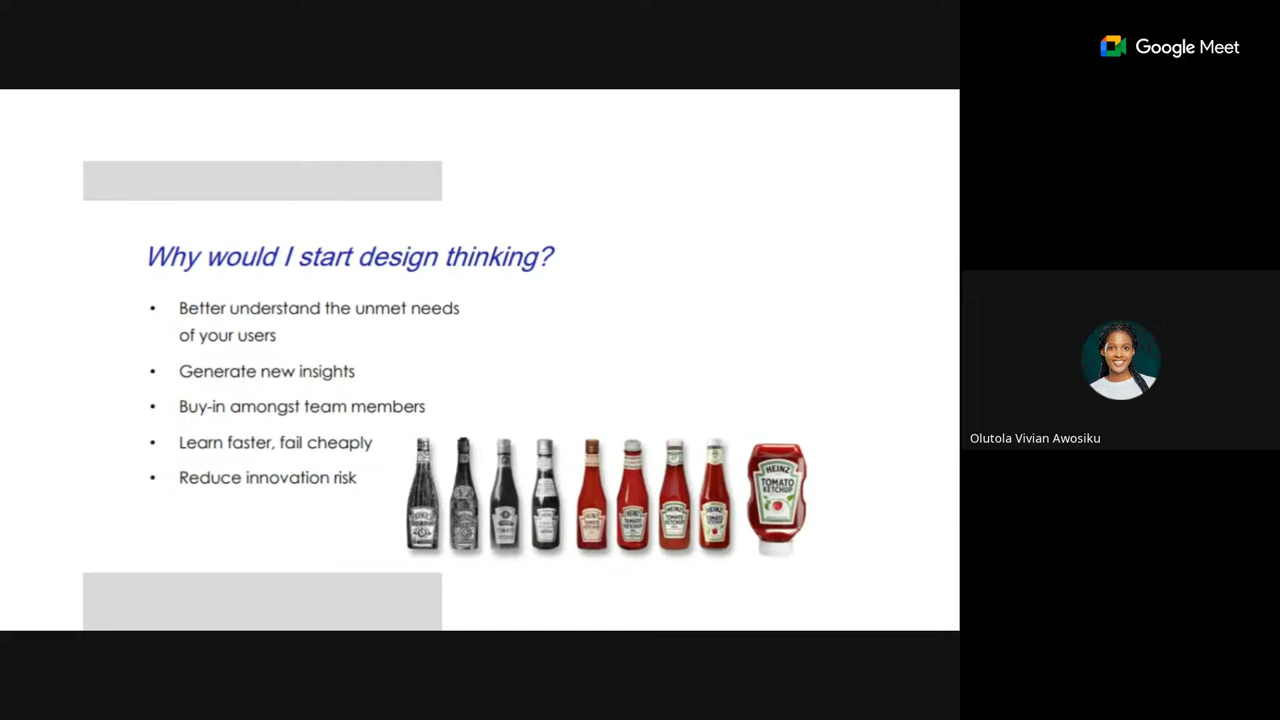 Google Meet
Why would I start design thinking?
• Better understand the unmet needs
of your users
• Generate new insights
• Buy-in amongst team members
• Learn faster, fail cheaply
• Reduce innovation risk
HEINZ
TOMATO
KETCHUP
Olutola Vivian Awosiku